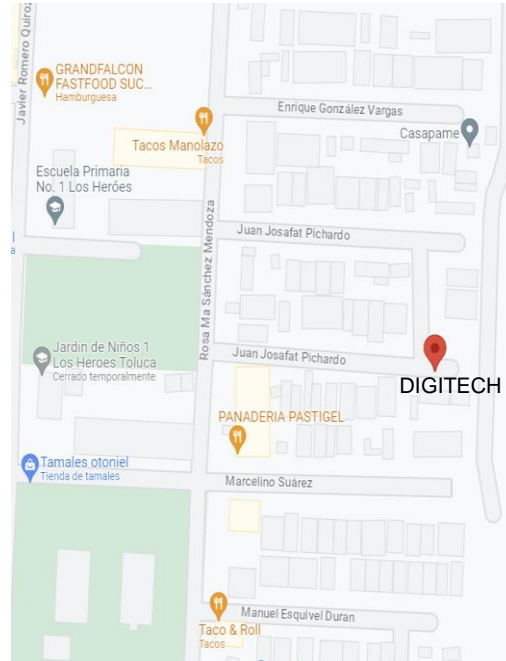 Javier Romero Quiroz
GRANDFALCON
FASTFOOD SUC...
Hamburguesa
Enrique González Vargas
Casapame
Tacos Manolazo
Tacos
Escuela Primaria
No. 1 Los Heróes
Juan Josafat Pichardo
l
a
Rosa Ma Sánchez Mendoza
Jardin de Niños 1
Los Heroes Toluca
Cerrado temporalmente
Juan Josafat Pichardo
DIGITECH
PANADERIA PASTIGEL
Tamales otoniel
Tienda de tamales
Marcelino Suárez
Manuel Esquivel Duran
Taco & Roll
Tacos